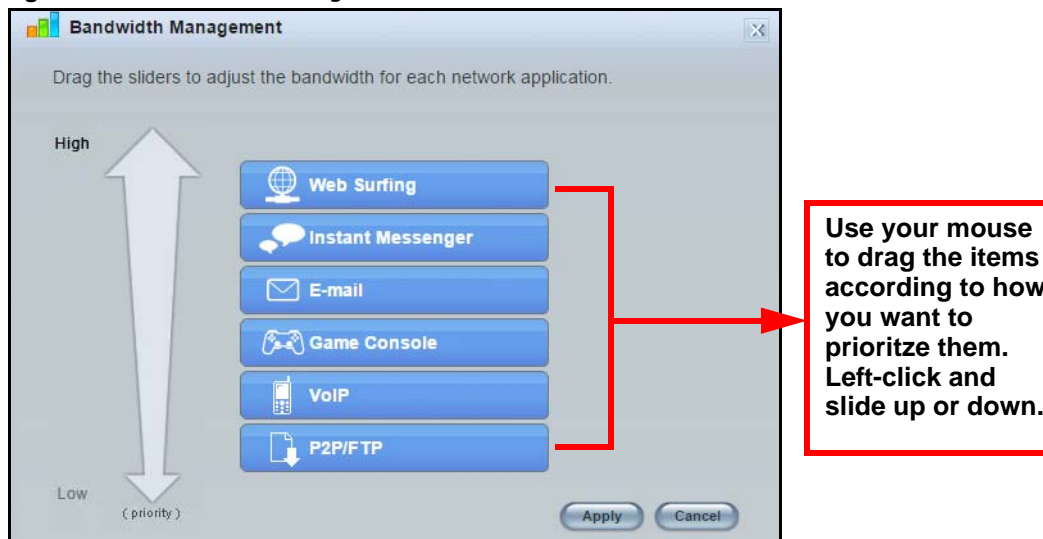 Bandwidth Management
Drag the sliders to adjust the bandwidth for each network application.
High
Web Surfing
Instant Messenger
E-mail
Game Console
VoIP
P2P/FTP
Low
( priority )
Apply Cancel
Use your mouse
to drag the items
according to how
you want to
prioritze them.
Left-click and
slide up or down.